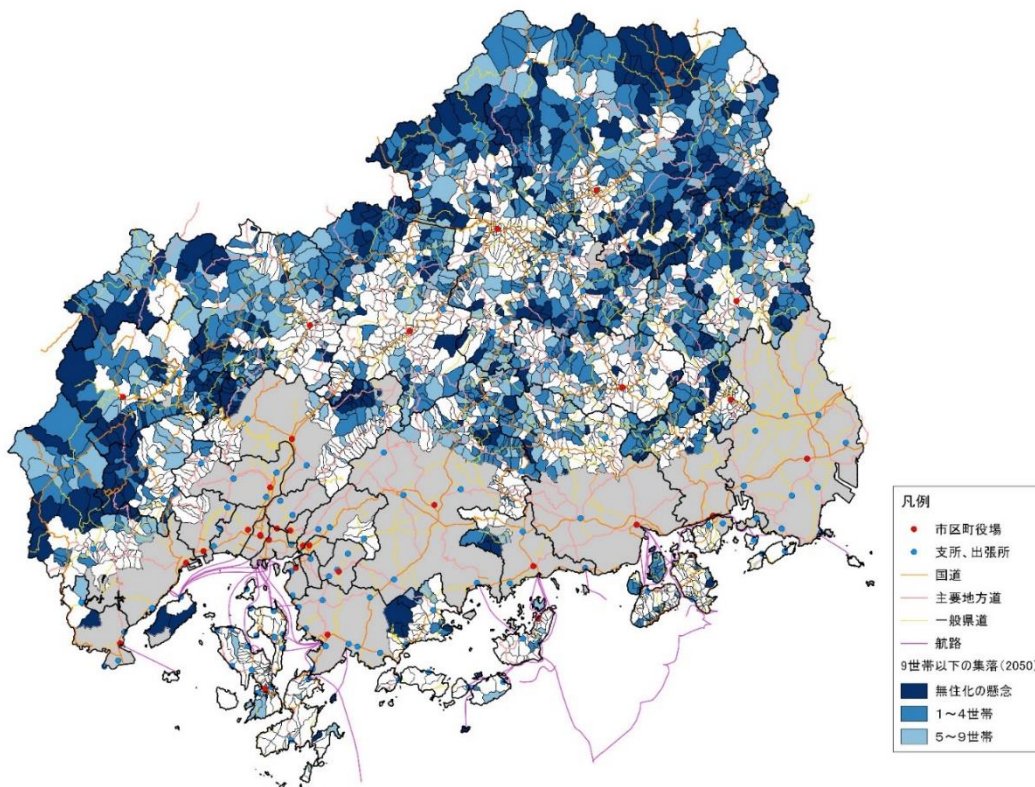 凡例
市区町役場
支所、出張所
国道
主要地方道
一般県道
航路
9世帯以下の集落(2050)
無住化の懸念
1～4世帯
5～9世帯